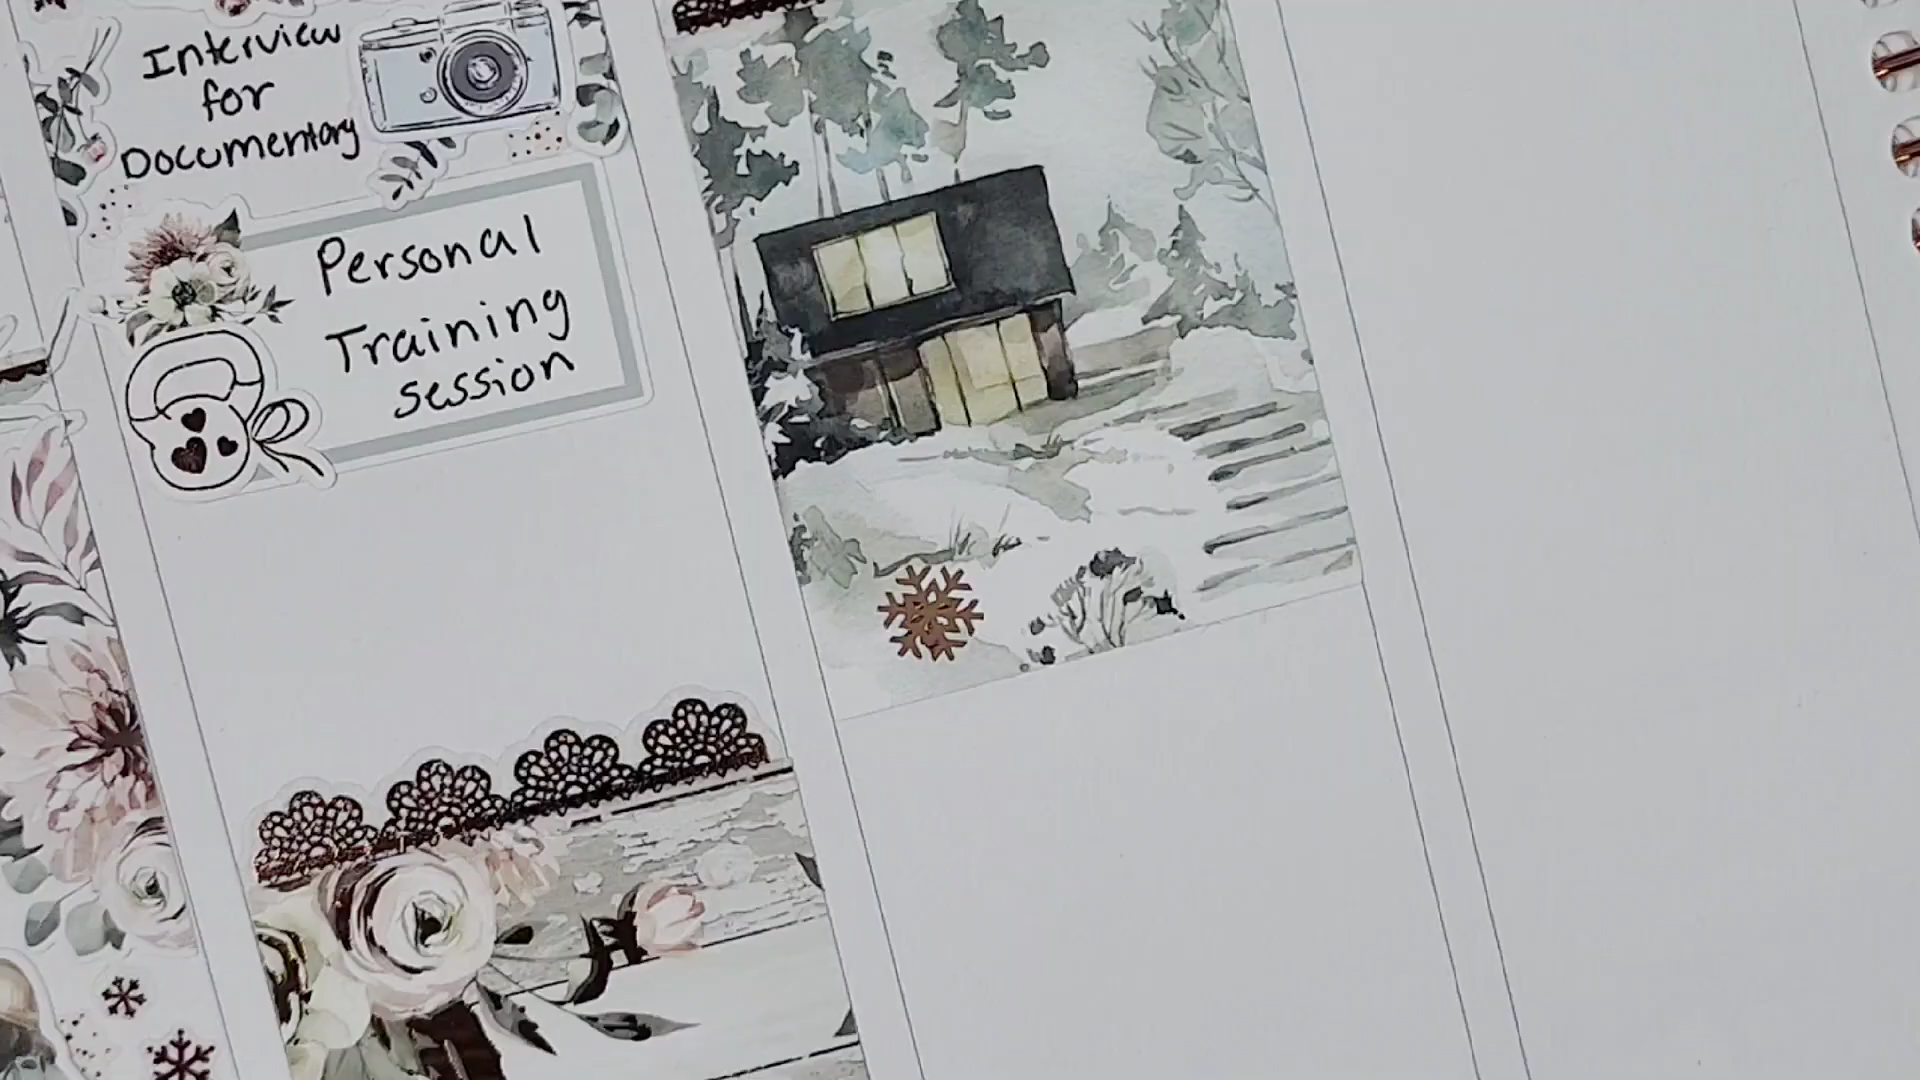 Interview
for
Documentary
Personal
Training
session